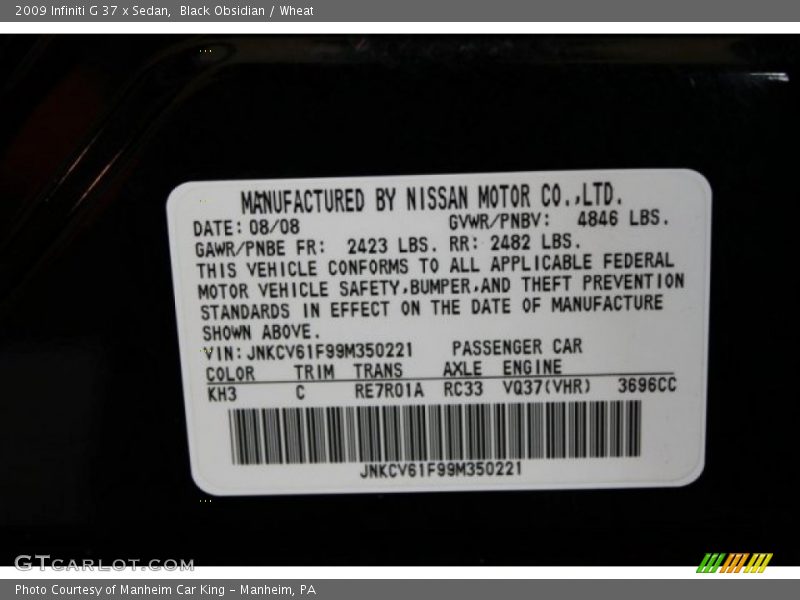 2009 Infiniti G 37 x Sedan, Black Obsidian / Wheat
MANUFACTURED BY NISSAN MOTOR CO.,LTD.
DATE: 08/08 GVWR/PNBV: 4846 LBS.
GAWR/PNBE FR: 2423 LBS. RR: 2482 LBS.
THIS VEHICLE CONFORMS TO ALL APPLICABLE FEDERAL
MOTOR VEHICLE SAFETY,BUMPER,AND THEFT PREVENTION
STANDARDS IN EFFECT ON THE DATE OF MANUFACTURE
SHOWN ABOVE.
VIN: JNKCV61F99M350221 PASSENGER CAR
COLOR TRIM TRANS AXLE ENGINE
KH3 C RE7R01A RC33 VQ37(VHR) 3696CC
JNKCV61F99M350221
GTCARLOT.COM
Photo Courtesy of Manheim Car King - Manheim, PA